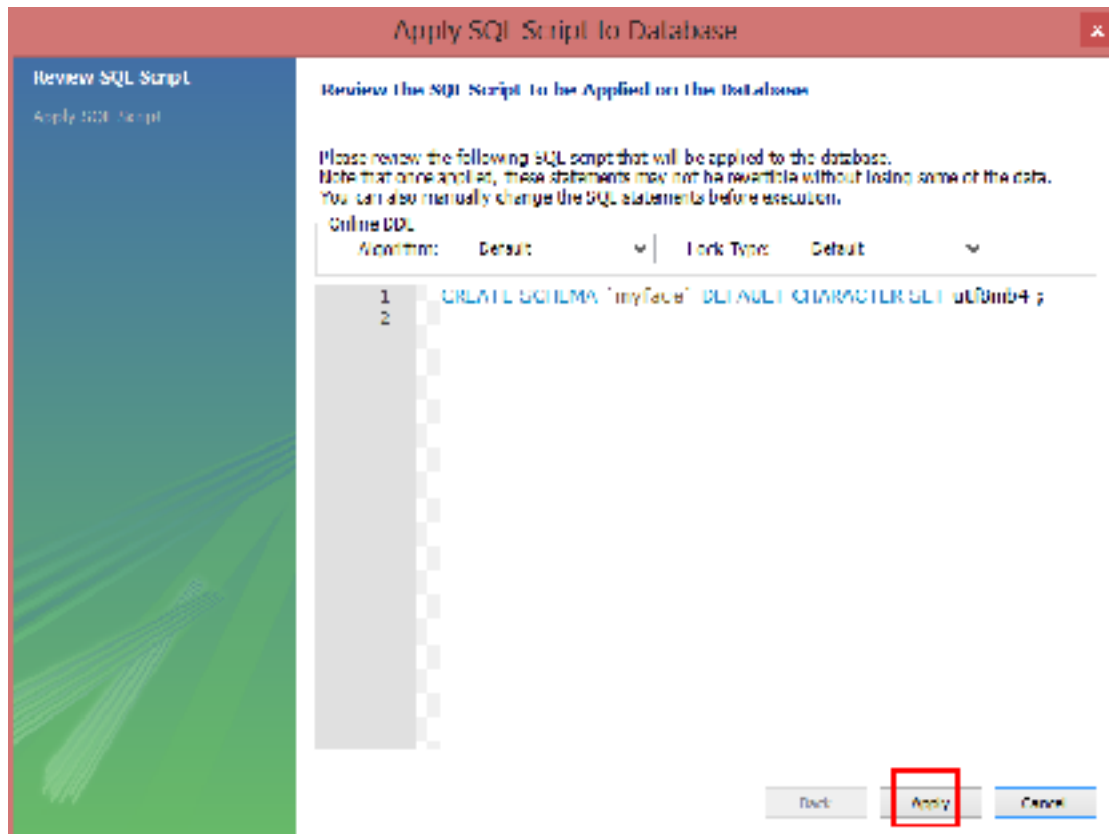 Apply SQL Script to Database
x
Review SQL Script
Apply SQL Script
Review the SQL Script to be Applied on the Database
Please review the following SQL script that will be applied to the database.
Note that once applied, these statements may not be revertible without losing some of the data.
You can also manually change the SQL statements before execution.
Online DDL
Algorithm: Default Lock Type: Default
1 CREATE SCHEMA `myface` DEFAULT CHARACTER SET utf8mb4 ;
2
Back Apply Cancel